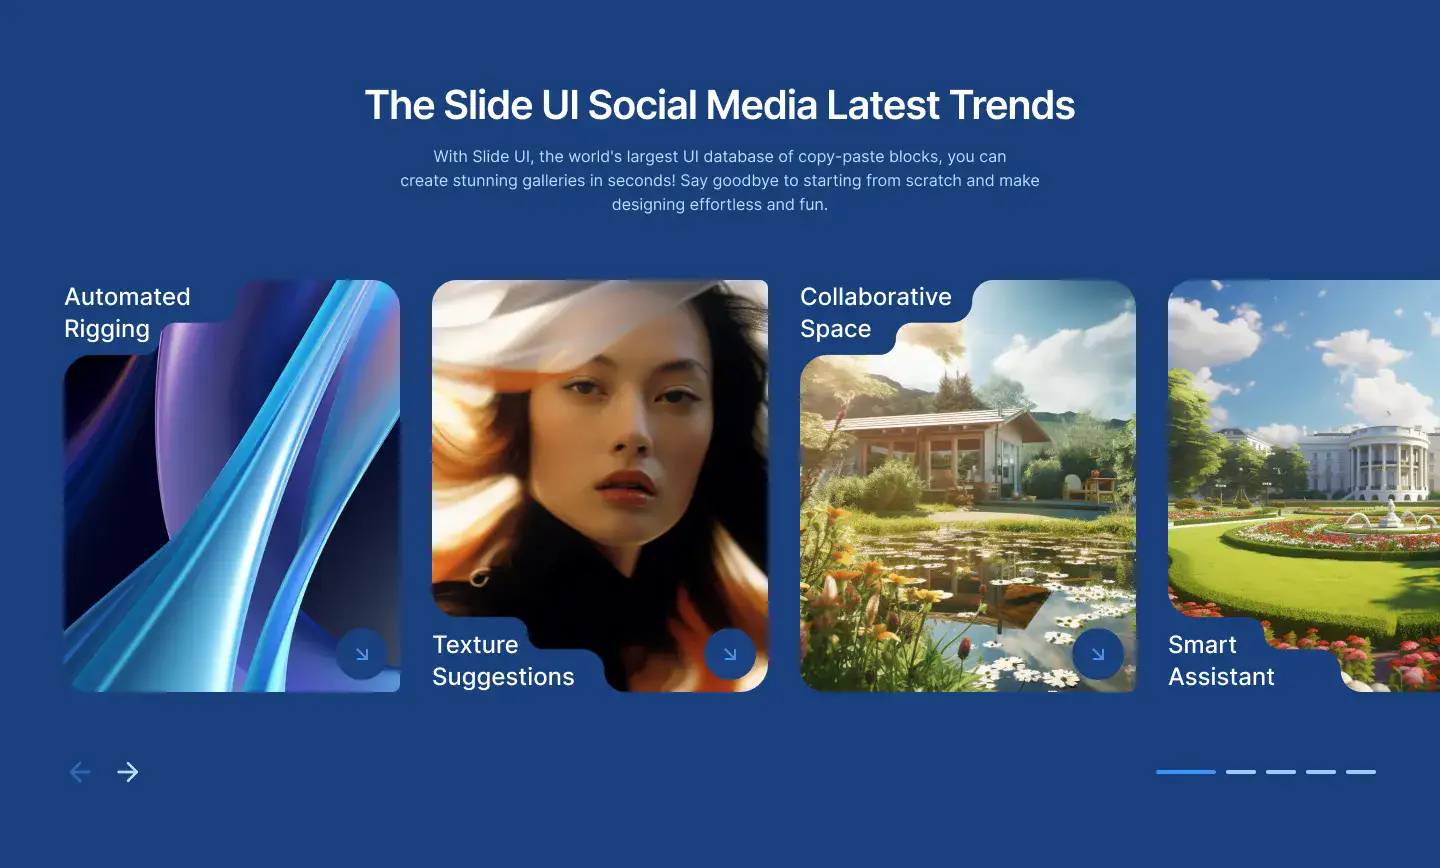 The Slide UI Social Media Latest Trends
With Slide UI, the world's largest UI database of copy-paste blocks, you can
create stunning galleries in seconds! Say goodbye to starting from scratch and make
designing effortless and fun.
Automated
Rigging
Texture
Suggestions
Collaborative
Space
Smart
Assistant